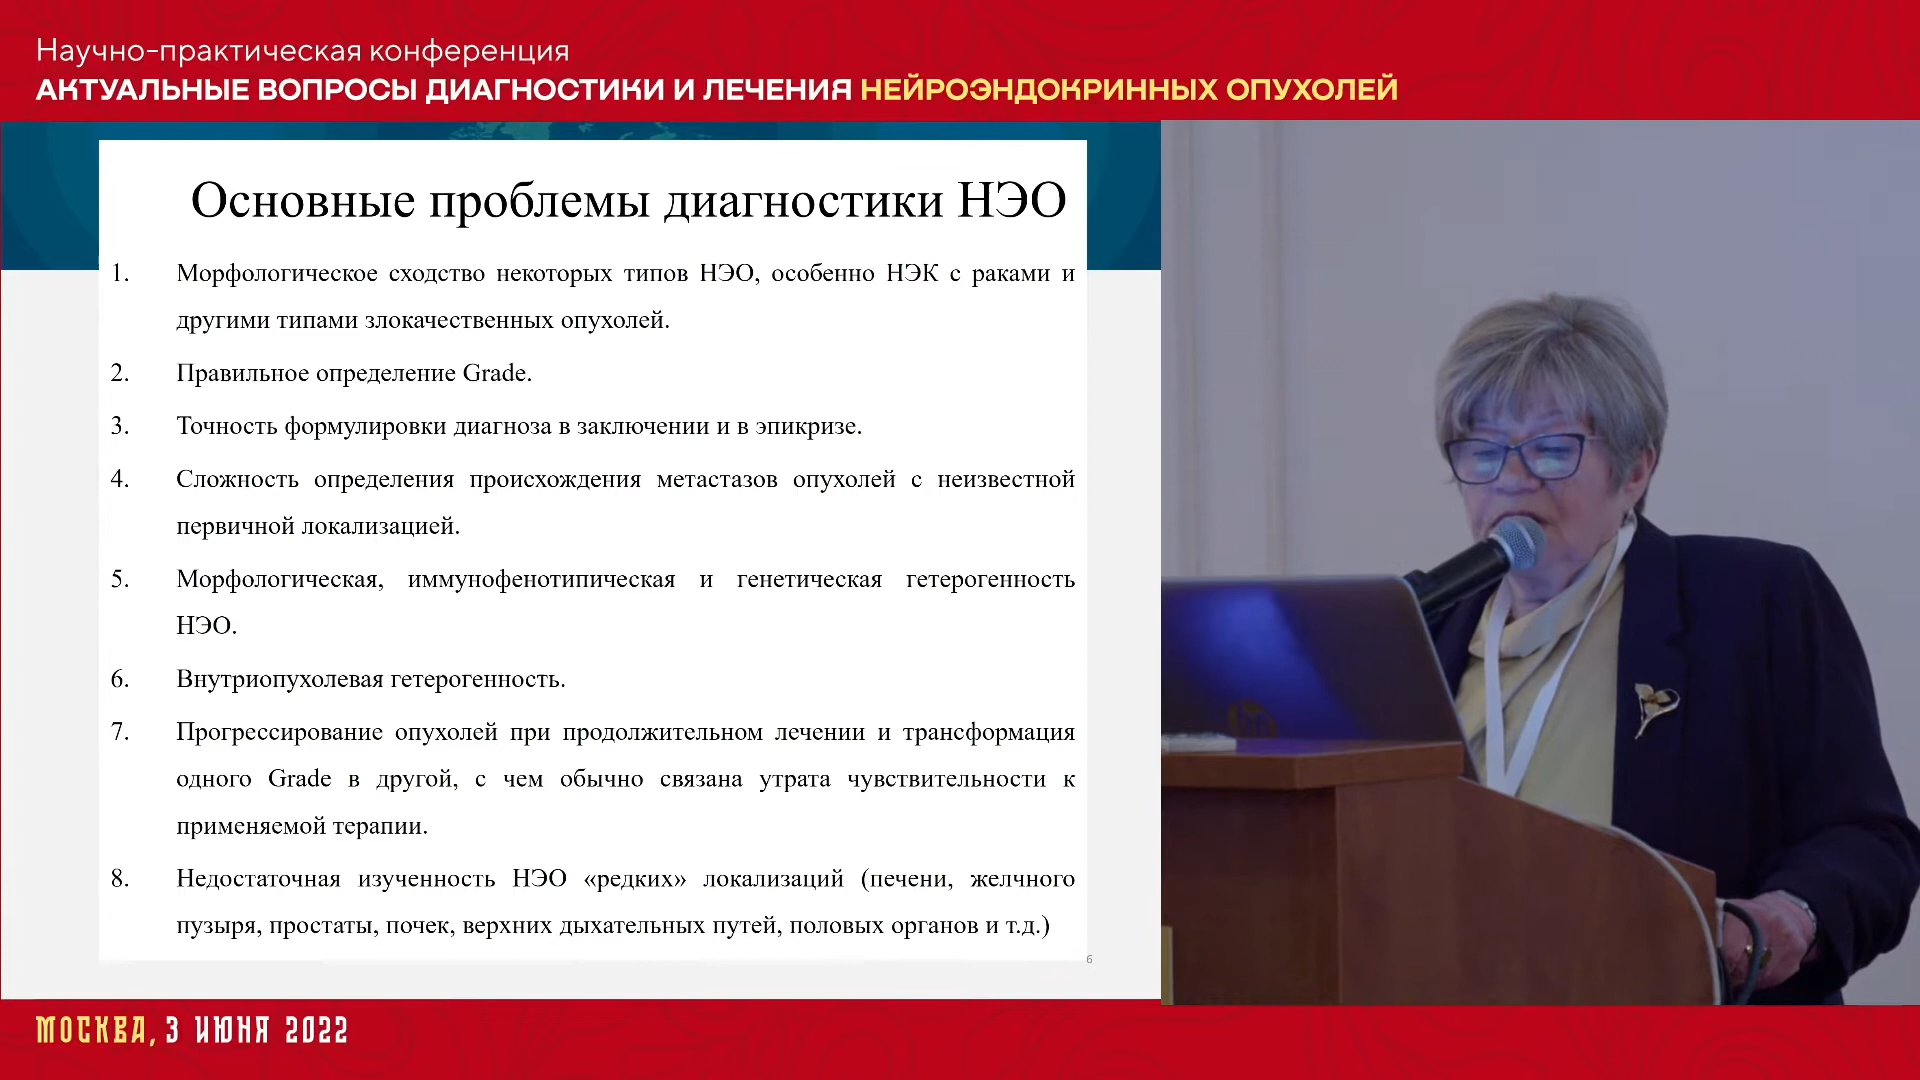 Научно-практическая конференция
АКТУАЛЬНЫЕ ВОПРОСЫ ДИАГНОСТИКИ И ЛЕЧЕНИЯ НЕЙРОЭНДОКРИННЫХ ОПУХОЛЕЙ
Основные проблемы диагностики НЭО
1. Морфологическое сходство некоторых типов НЭО, особенно НЭК с раками и
другими типами злокачественных опухолей.
2. Правильное определение Grade.
3. Точность формулировки диагноза в заключении и в эпикризе.
4. Сложность определения происхождения метастазов опухолей с неизвестной
первичной локализацией.
5. Морфологическая, иммунофенотипическая и генетическая гетерогенность
НЭО.
6. Внутриопухолевая гетерогенность.
7. Прогрессирование опухолей при продолжительном лечении и трансформация
одного Grade в другой, с чем обычно связана утрата чувствительности к
применяемой терапии.
8. Недостаточная изученность НЭО «редких» локализаций (печени, желчного
пузыря, простаты, почек, верхних дыхательных путей, половых органов и т.д.)
6
МОСКВА, 3 ИЮНЯ 2022